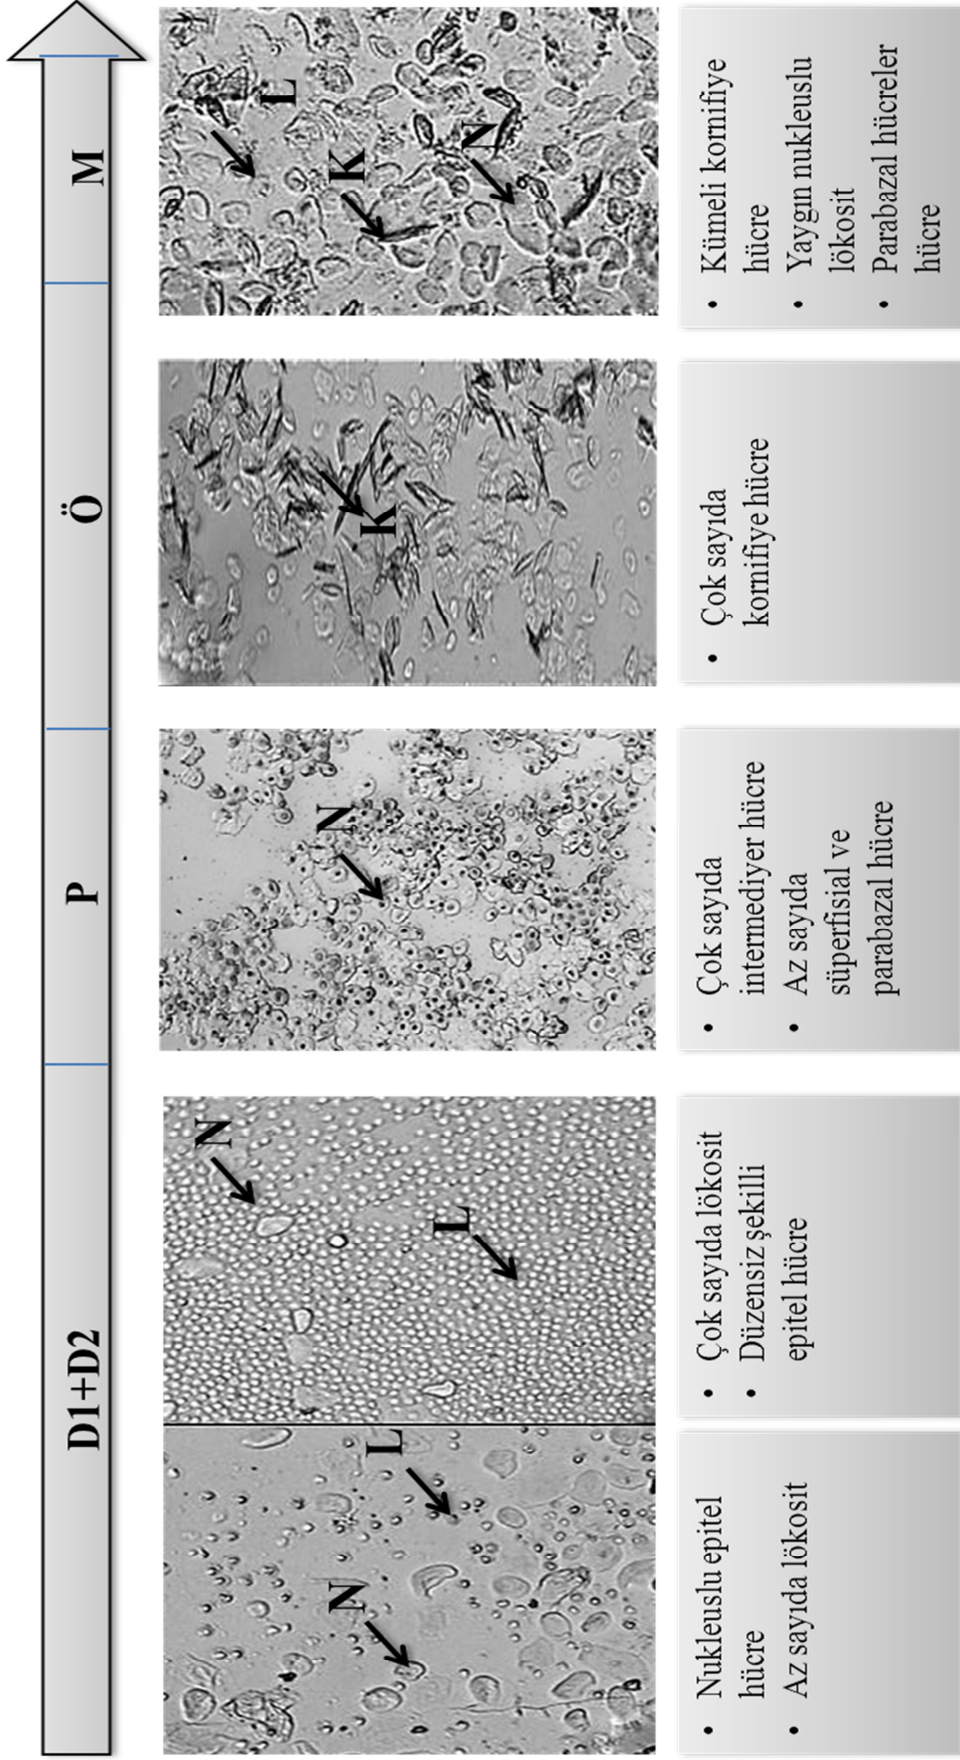 D1+D2
P
Ö
M
N
L
N
L
N
K
L
K
N
• Nukleuslu epitel
hücre
• Az sayıda lökosit
• Çok sayıda lökosit
• Düzensiz şekilli
epitel hücre
• Çok sayıda
intermediyer hücre
• Az sayıda
süperfisial ve
parabazal hücre
• Çok sayıda
kornifiye hücre
• Kümeli kornifiye
hücre
• Yaygın nukleuslu
lökosit
• Parabazal hücreler
hücre